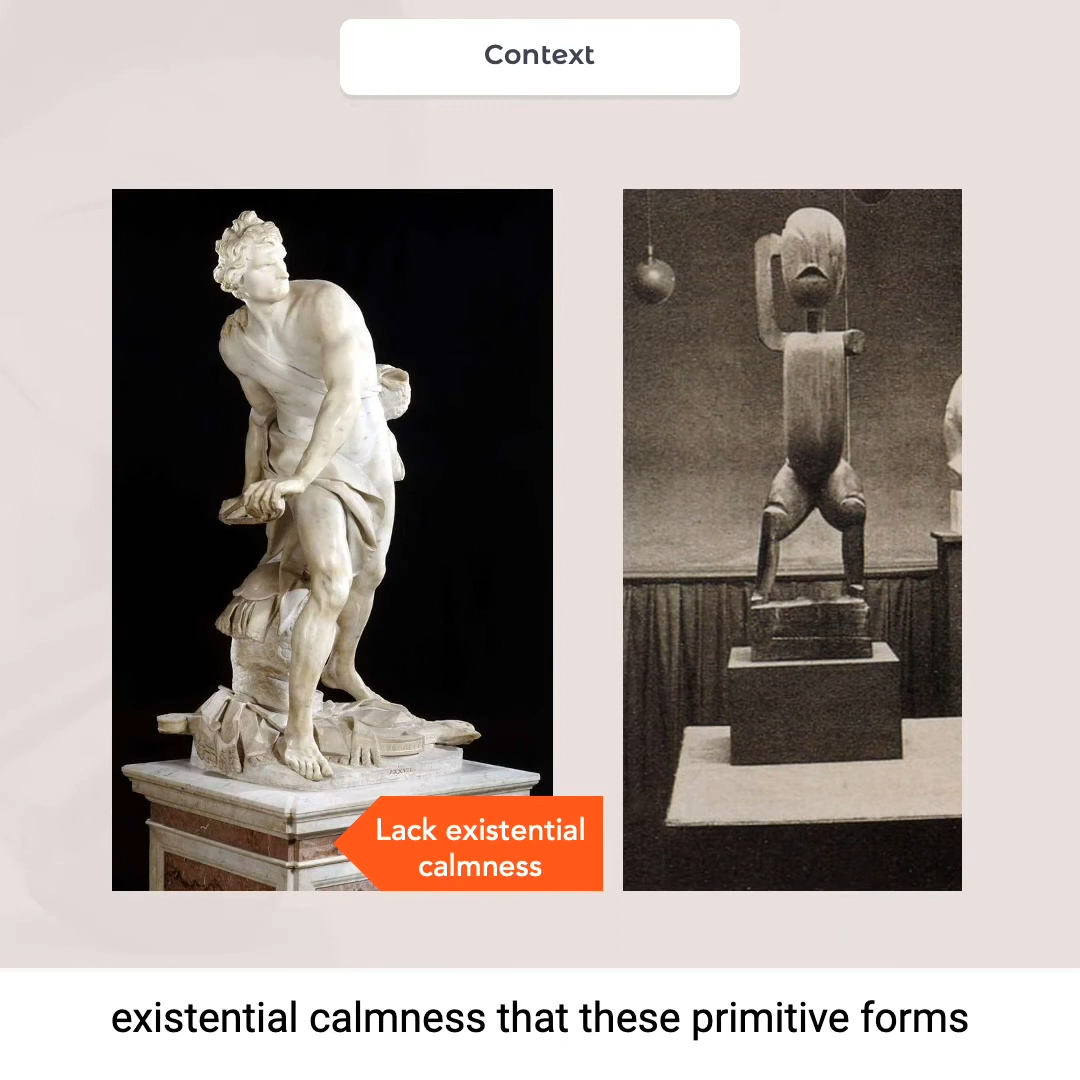 Context
Lack existential
calmness
existential calmness that these primitive forms